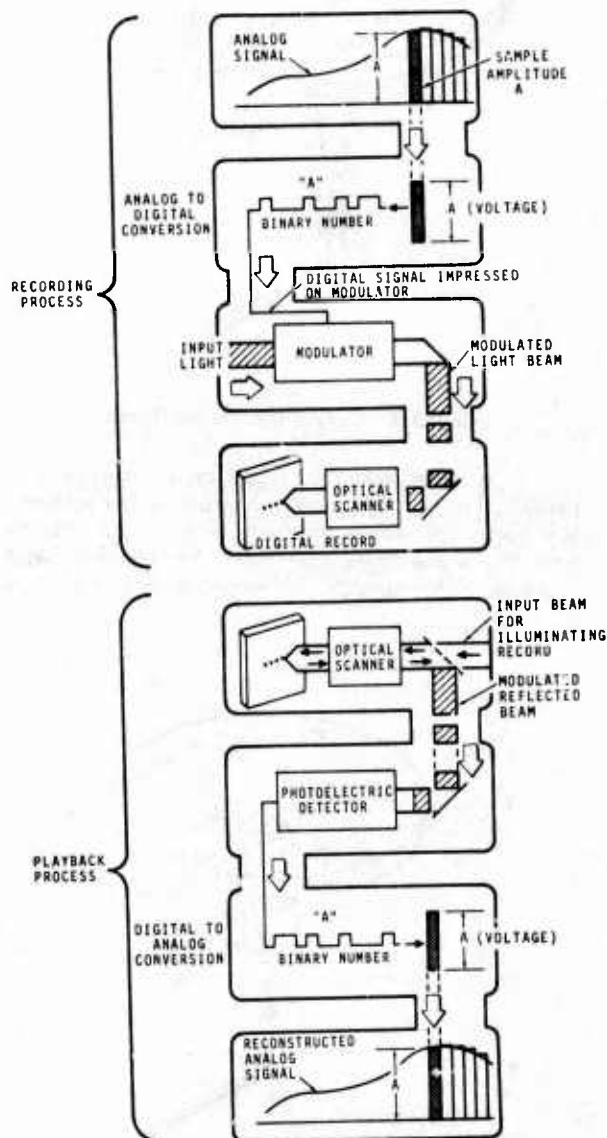 ANALOG
SIGNAL
A
SAMPLE
AMPLITUDE
A
ANALOG TO
DIGITAL
CONVERSION
"A"
BINARY NUMBER
A (VOLTAGE)
RECORDING
PROCESS
DIGITAL SIGNAL IMPRESSED
ON MODULATOR
INPUT
LIGHT
MODULATOR
MODULATED
LIGHT BEAM
OPTICAL
SCANNER
DIGITAL RECORD
INPUT BEAM
FOR
ILLUMINATING
RECORD
OPTICAL
SCANNER
MODULATED
REFLECTED
BEAM
PHOTOELECTRIC
DETECTOR
PLAYBACK
PROCESS
DIGITAL TO
ANALOG
CONVERSION
"A"
BINARY NUMBER
A (VOLTAGE)
RECONSTRUCTED
ANALOG
SIGNAL
A